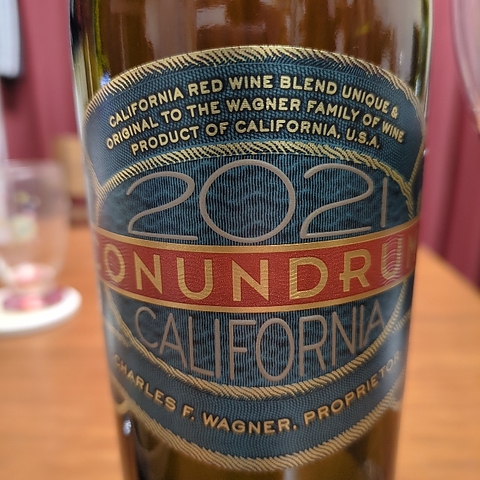 CALIFORNIA RED WINE BLEND UNIQUE &
ORIGINAL TO THE WAGNER FAMILY OF WINE
PRODUCT OF CALIFORNIA, U.S.A.
2021
CONUNDRUM
CALIFORNIA
CHARLES F. WAGNER, PROPRIETOR